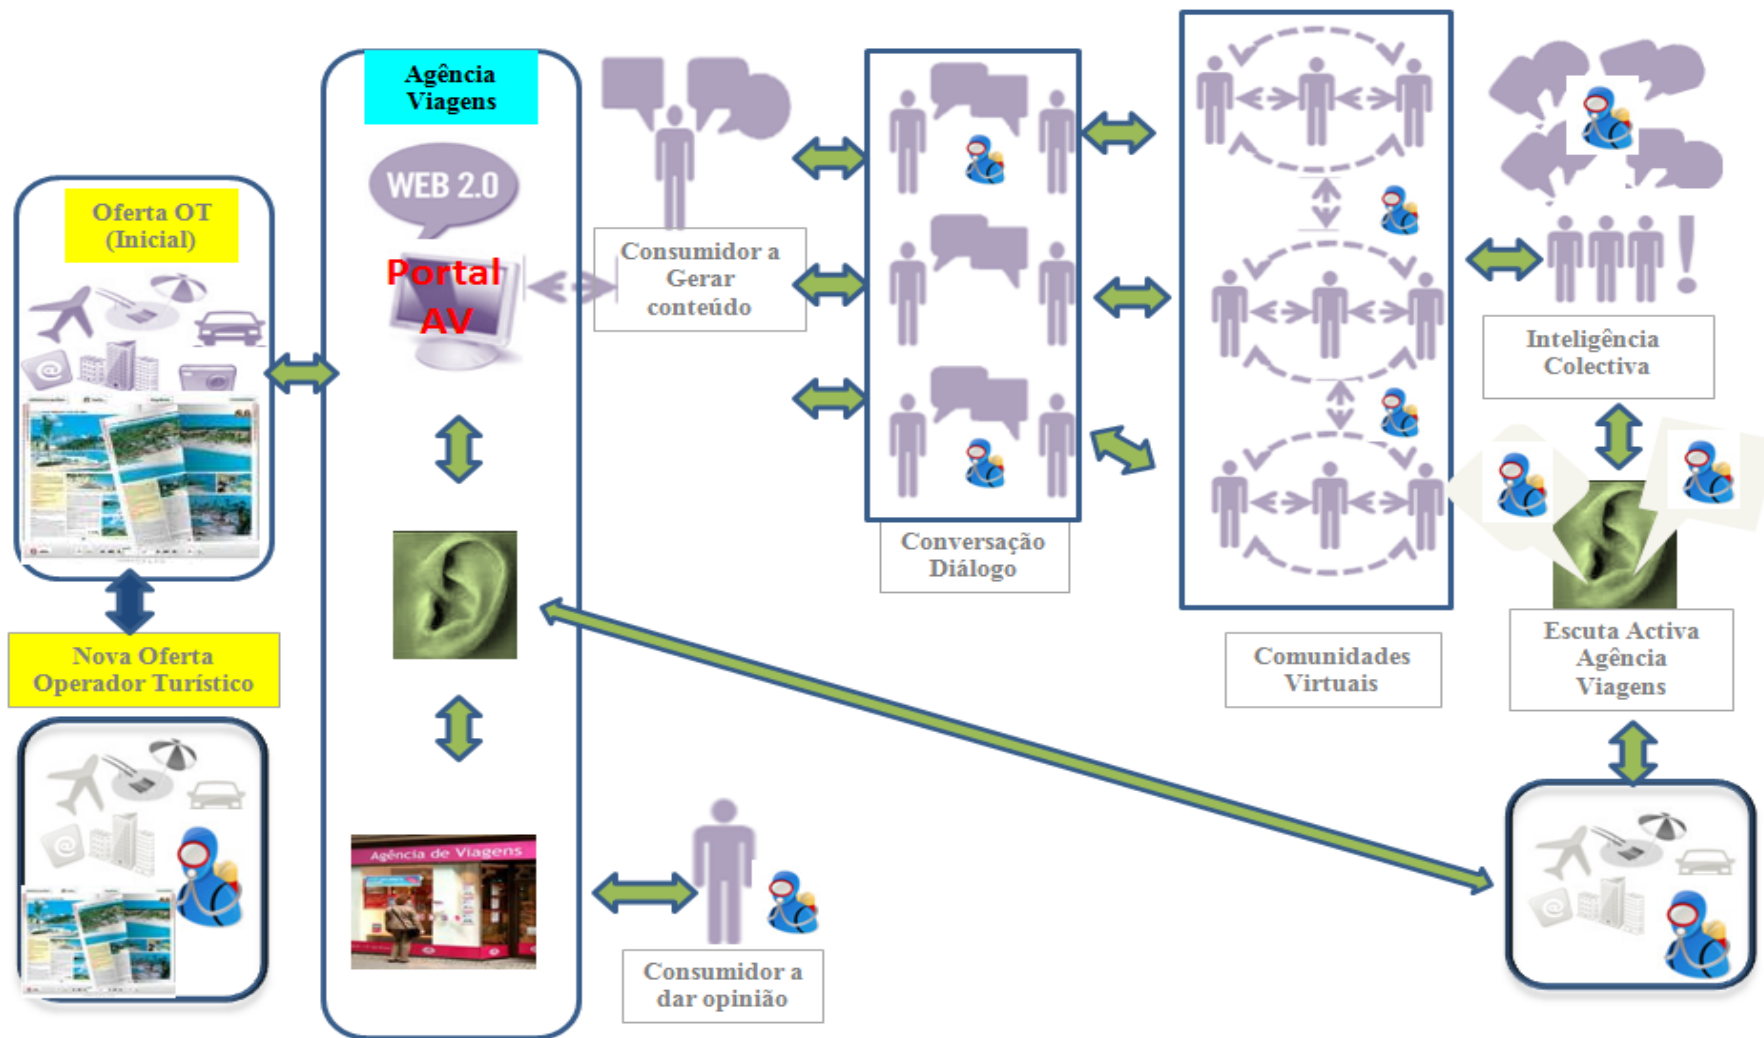 Oferta OT
(Inicial)
Nova Oferta
Operador Turístico
Agência
Viagens
WEB 2.0
Portal
AV
Agência de Viagens
Consumidor a
Gerar
conteúdo
Consumidor a
dar opinião
Conversação
Diálogo
Comunidades
Virtuais
Inteligência
Colectiva
Escuta Activa
Agência
Viagens